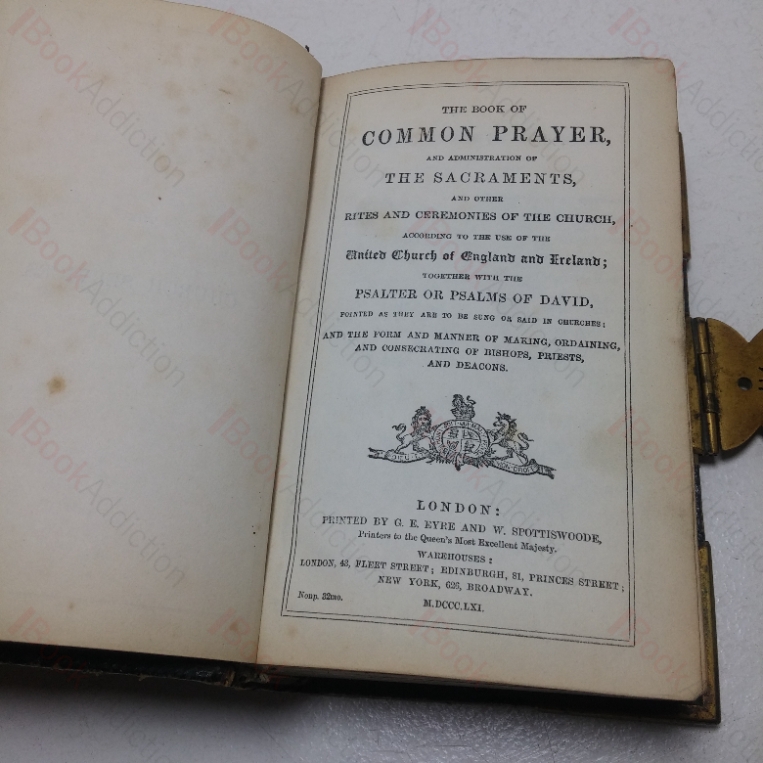 THE BOOK OF
COMMON PRAYER,
AND ADMINISTRATION OF
THE SACRAMENTS,
AND OTHER
RITES AND CEREMONIES OF THE CHURCH,
ACCORDING TO THE USE OF THE
United Church of England and Ireland;
TOGETHER WITH THE
PSALTER OR PSALMS OF DAVID,
POINTED AS THEY ARE TO BE SUNG OR SAID IN CHURCHES;
AND THE FORM AND MANNER OF MAKING, ORDAINING,
AND CONSECRATING OF BISHOPS, PRIESTS,
AND DEACONS.
LONDON:
PRINTED BY G. E. EYRE AND W. SPOTTISWOODE,
Printers to the Queen's Most Excellent Majesty.
WAREHOUSES:
LONDON, 43, FLEET STREET; EDINBURGH, 81, PRINCES STREET;
NEW YORK, 626, BROADWAY.
Nonp. 32mo.
M.DCCC.LXI.
BookAddiction